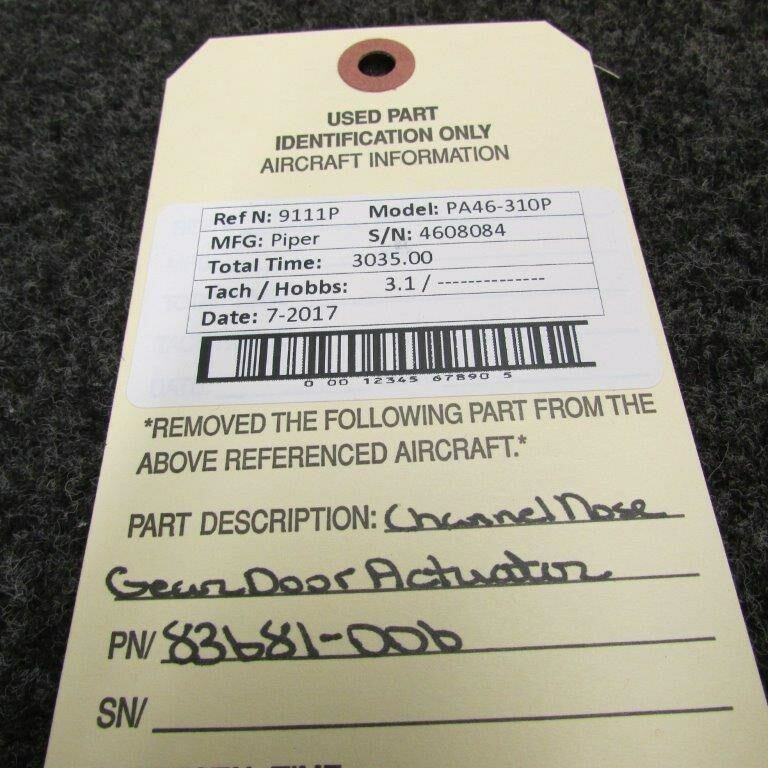 USED PART
IDENTIFICATION ONLY
AIRCRAFT INFORMATION
Ref N: 9111P Model: PA46-310P
MFG: Piper S/N: 4608084
Total Time: 3035.00
Tach / Hobbs: 3.1 / --------------
Date: 7-2017
0 00 12345 67890 5
*REMOVED THE FOLLOWING PART FROM THE
ABOVE REFERENCED AIRCRAFT.*
PART DESCRIPTION: Channel Nose
Gear Door Actuator
PN/ 83681-006
SN/